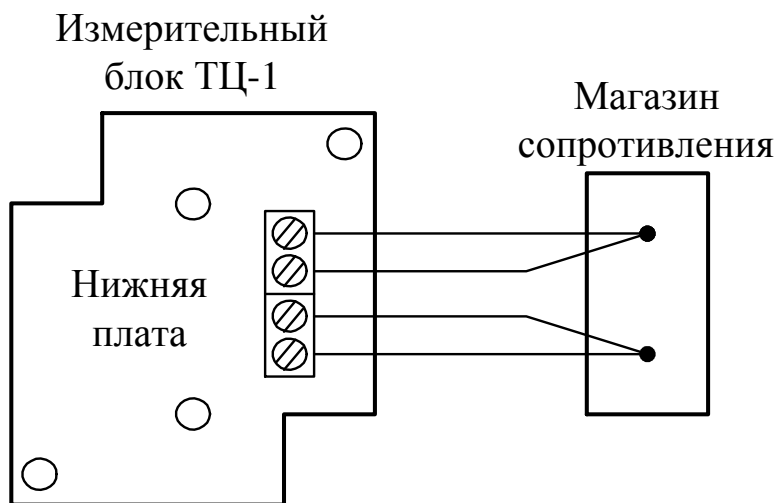 Измерительный
блок ТЦ-1
Магазин
сопротивления
Нижняя
плата